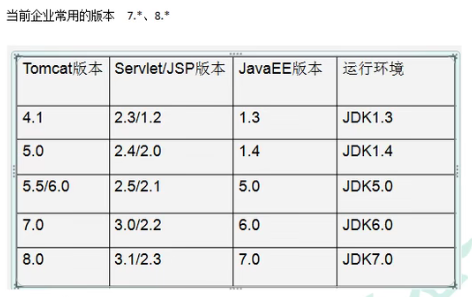 当前企业常用的版本 7.*、8.*
Tomcat版本 Servlet/JSP版本 JavaEE版本 运行环境
4.1 2.3/1.2 1.3 JDK1.3
5.0 2.4/2.0 1.4 JDK1.4
5.5/6.0 2.5/2.1 5.0 JDK5.0
7.0 3.0/2.2 6.0 JDK6.0
8.0 3.1/2.3 7.0 JDK7.0